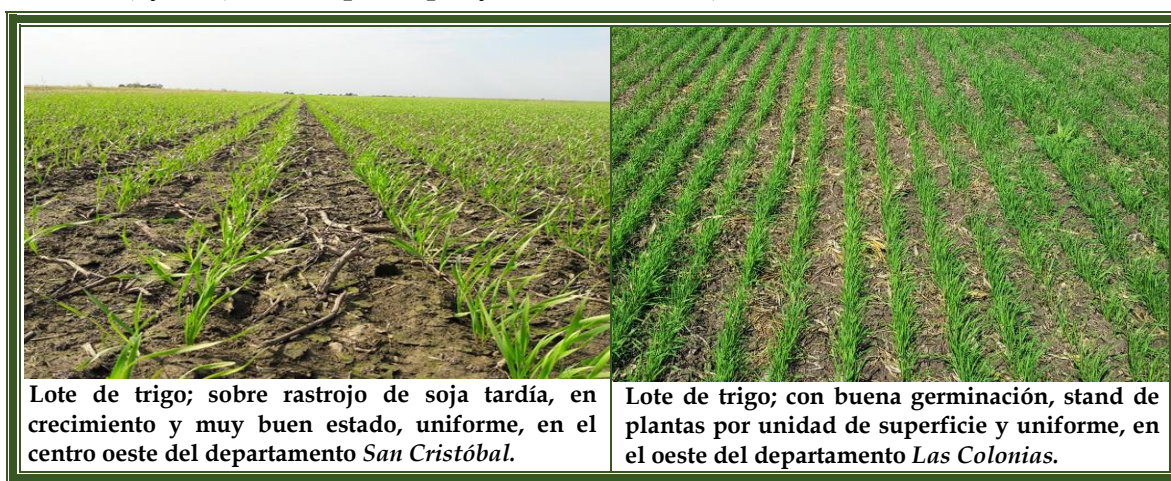 Lote de trigo; sobre rastrojo de soja tardía, en
crecimiento y muy buen estado, uniforme, en el
centro oeste del departamento San Cristóbal.
Lote de trigo; con buena germinación, stand de
plantas por unidad de superficie y uniforme, en
el oeste del departamento Las Colonias.